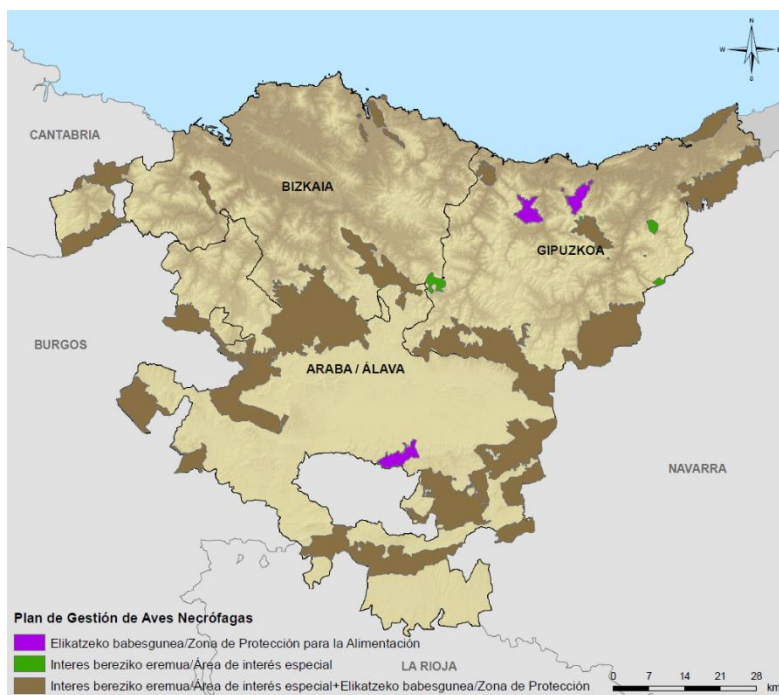 N
W
S
CANTABRIA
BIZKAIA
GIPUZKOA
BURGOS
ARABA / ÁLAVA
NAVARRA
Plan de Gestión de Aves Necrófagas
Elikatzeko babesgunea/Zona de Protección para la Alimentación
Interes bereziko eremua/Área de interés especial
LA RIOJA
Interes bereziko eremua/Área de interés especial+Elikatzeko babesgunea/Zona de Protección
0 7 14 21 28